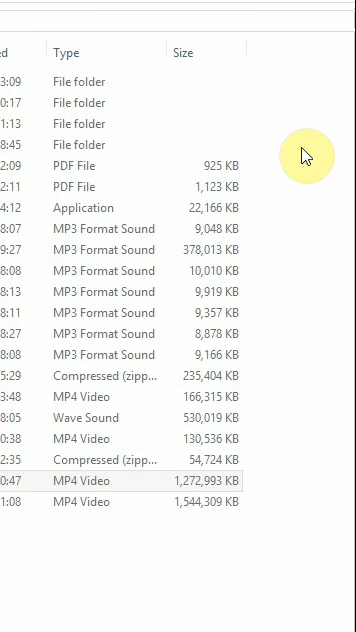 ed Type Size
3:09 File folder
0:17 File folder
1:13 File folder
8:45 File folder
2:09 PDF File 925 KB
2:11 PDF File 1,123 KB
4:12 Application 22,166 KB
8:07 MP3 Format Sound 9,048 KB
9:27 MP3 Format Sound 378,013 KB
8:08 MP3 Format Sound 10,010 KB
8:13 MP3 Format Sound 9,919 KB
8:11 MP3 Format Sound 9,357 KB
8:27 MP3 Format Sound 8,878 KB
8:08 MP3 Format Sound 9,166 KB
5:29 Compressed (zipp... 235,404 KB
3:48 MP4 Video 166,315 KB
8:05 Wave Sound 530,019 KB
0:38 MP4 Video 130,536 KB
2:35 Compressed (zipp... 54,724 KB
0:47 MP4 Video 1,272,993 KB
1:08 MP4 Video 1,544,309 KB